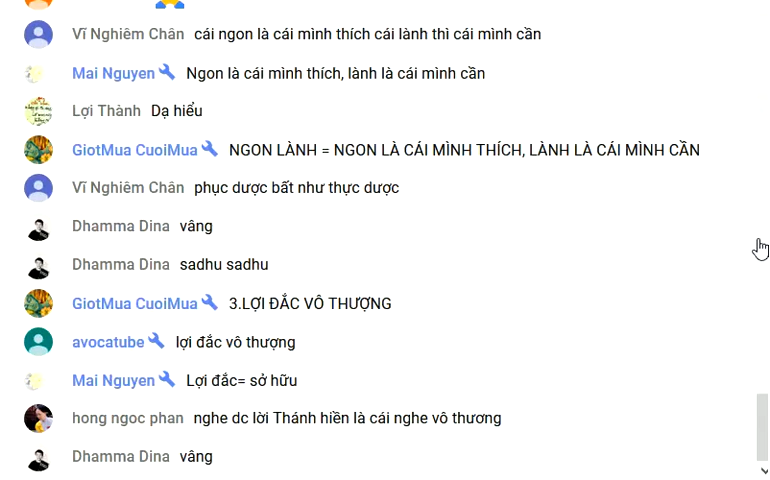 Vĩ Nghiêm Chân cái ngon là cái mình thích cái lành thì cái mình cần
Mai Nguyen Ngon là cái mình thích, lành là cái mình cần
Lợi Thành Dạ hiểu
GiotMua CuoiMua NGON LÀNH = NGON LÀ CÁI MÌNH THÍCH, LÀNH LÀ CÁI MÌNH CẦN
Vĩ Nghiêm Chân phục dược bất như thực dược
Dhamma Dina vâng
Dhamma Dina sadhu sadhu
GiotMua CuoiMua 3.LỢI ĐẮC VÔ THƯỢNG
avocatube lợi đắc vô thượng
Mai Nguyen Lợi đắc= sở hữu
hong ngoc phan nghe dc lời Thánh hiền là cái nghe vô thương
Dhamma Dina vâng